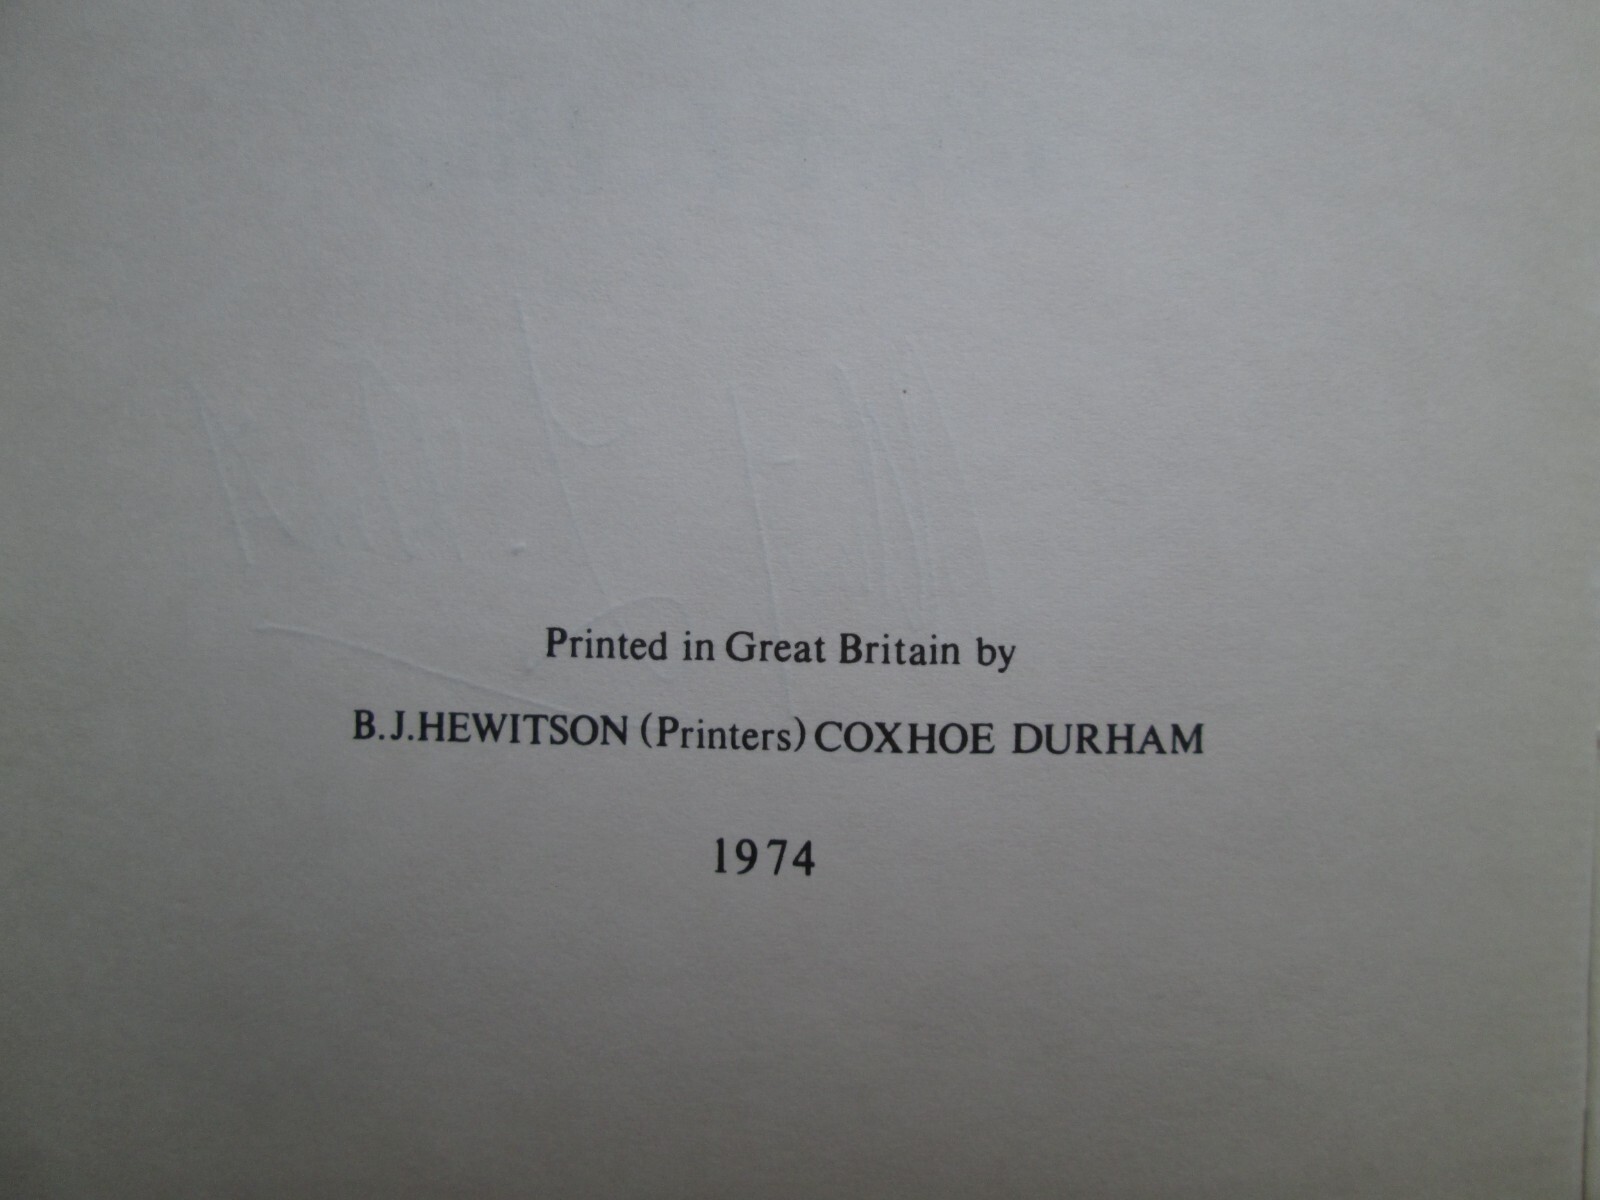 Printed in Great Britain by
B.J.HEWITSON (Printers) COXHOE DURHAM
1974